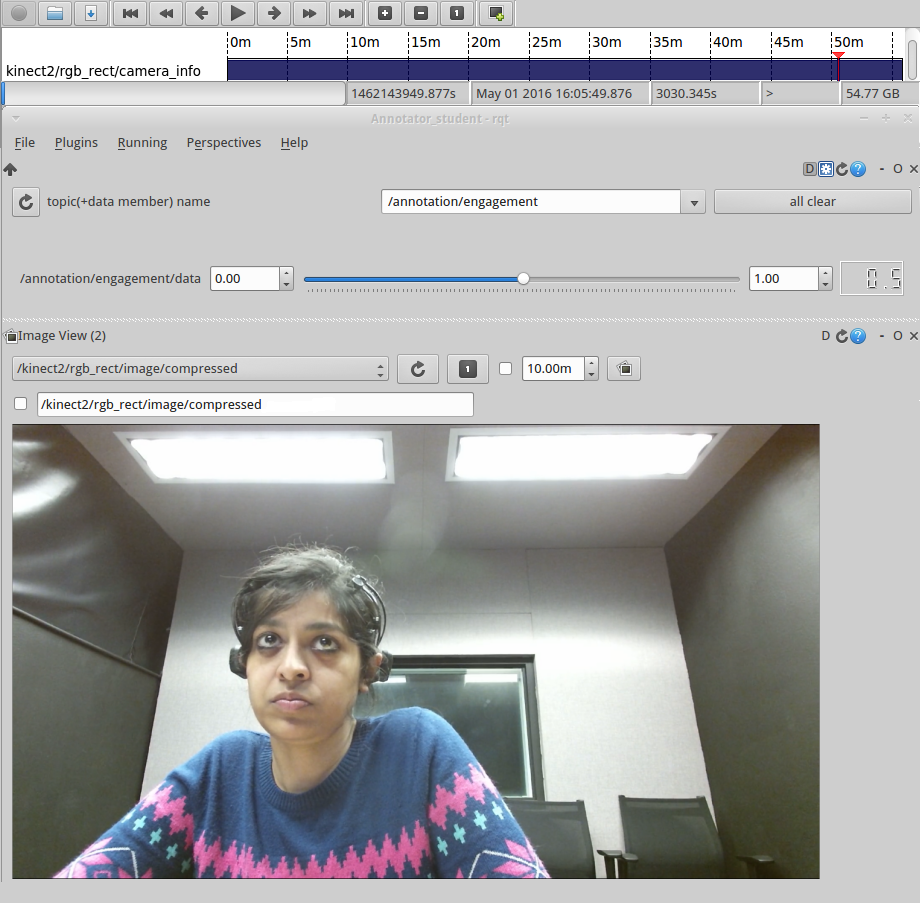 1
0m 5m 10m 15m 20m 25m 30m 35m 40m 45m 50m
kinect2/rgb_rect/camera_info
1462143949.877s May 01 2016 16:05:49.876 3030.345s > 54.77 GB
Annotator_student - rqt
File Plugins Running Perspectives Help
D ? - O ×
topic(+data member) name /annotation/engagement all clear
/annotation/engagement/data 0.00 1.00 0.5
Image View (2) D ? - O ×
/kinect2/rgb_rect/image/compressed 1 10.00m
/kinect2/rgb_rect/image/compressed